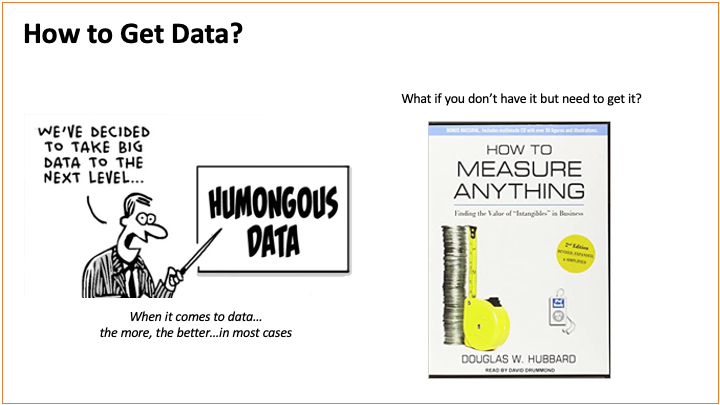 How to Get Data?
WE'VE DECIDED
TO TAKE BIG
DATA TO THE
NEXT LEVEL...
HUMONGOUS
DATA
When it comes to data…
the more, the better…in most cases
What if you don't have it but need to get it?
BONUS MATERIAL: Includes multimedia CD with over 50 figures and illustrations.
HOW TO
MEASURE
ANYTHING
Finding the Value of "Intangibles" in Business
2nd Edition
REVISED, EXPANDED,
& SIMPLIFIED
DOUGLAS W. HUBBARD
READ BY DAVID DRUMMOND